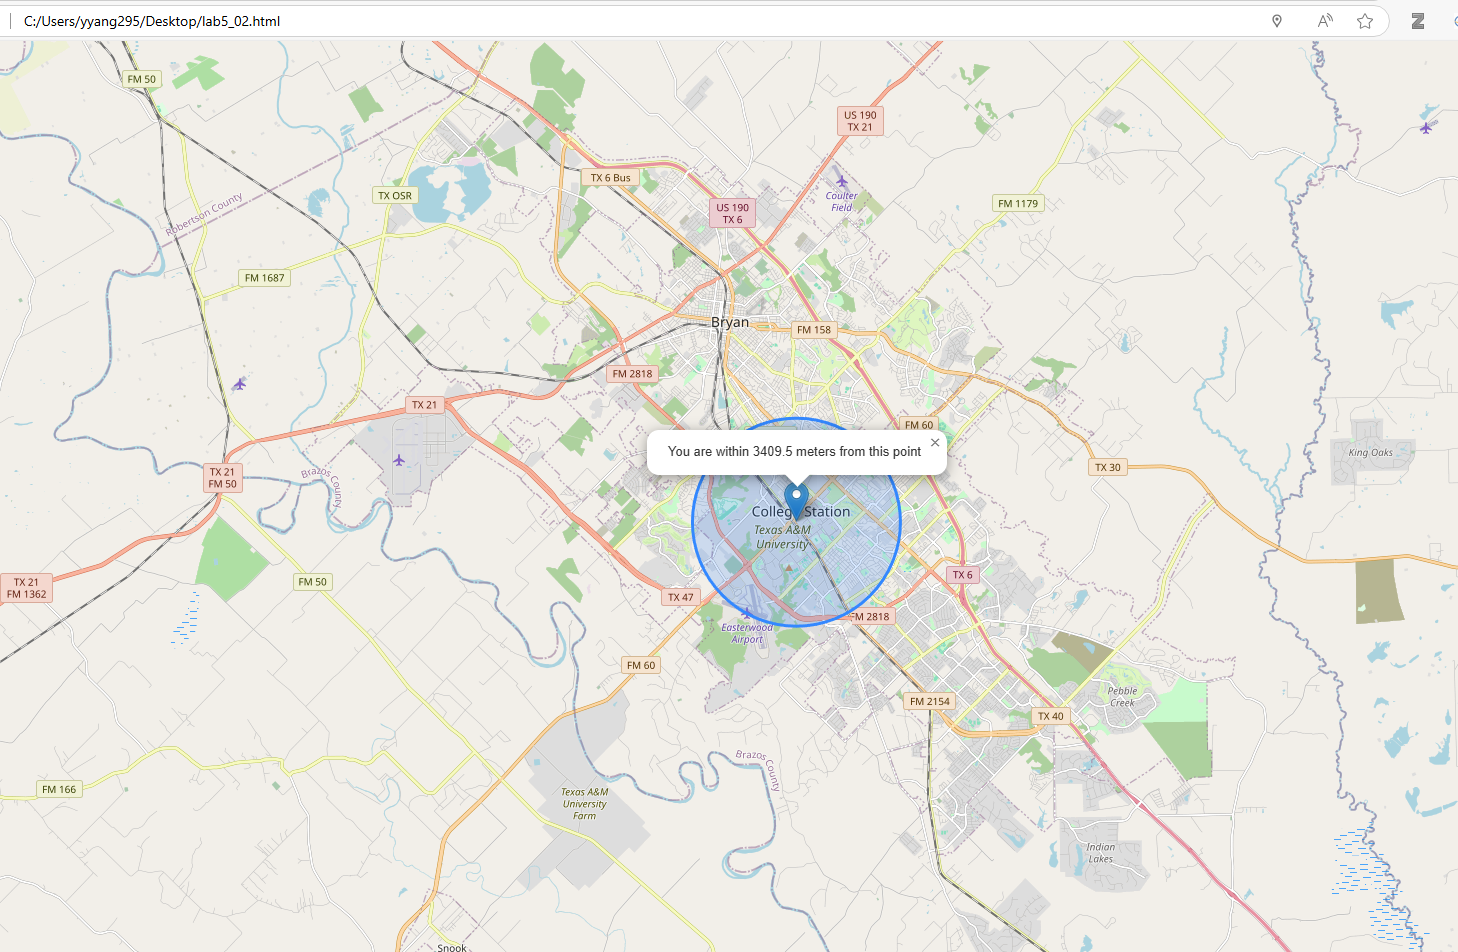 C:/Users/yyang295/Desktop/lab5_02.html
FM 50
US 190
TX 21
TX 6 Bus
TX OSR
Coulter
Field
Robertson County
US 190
TX 6
FM 1179
FM 1687
Bryan
FM 158
FM 2818
TX 21
FM 60
You are within 3409.5 meters from this point
×
King Oaks
TX 30
TX 21
FM 50
Brazos County
College Station
Texas A&M
University
TX 6
FM 50
TX 21
FM 1362
TX 47
FM 2818
Easterwood
Airport
FM 60
Pebble
Creek
FM 2154
TX 40
Brazos County
FM 166
Texas A&M
University
Farm
Indian
Lakes
Snook